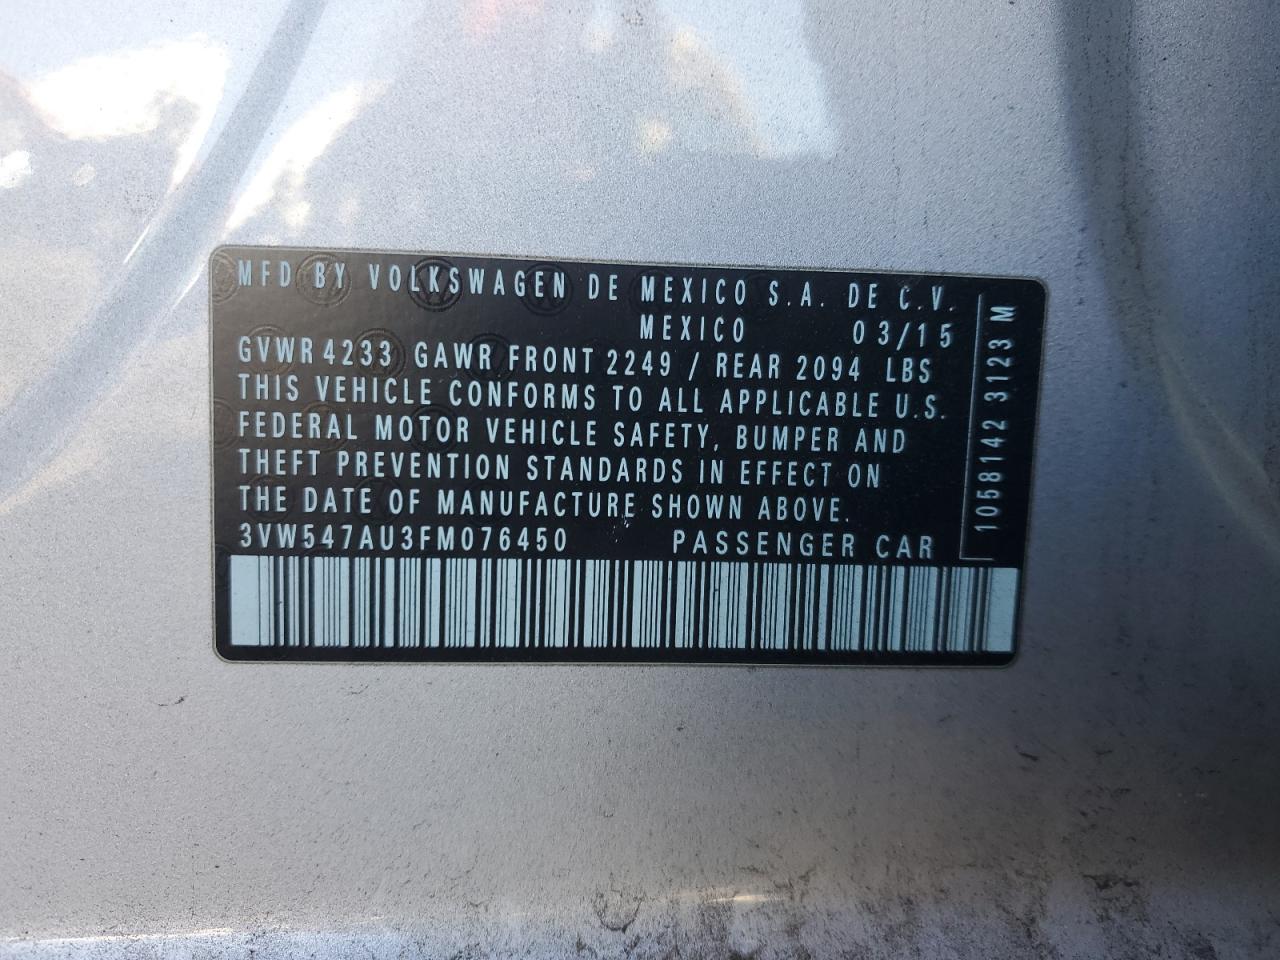 MFD BY VOLKSWAGEN DE MEXICO S.A. DE C.V.
MEXICO 03/15
GVWR 4233 GAWR FRONT 2249 / REAR 2094 LBS
THIS VEHICLE CONFORMS TO ALL APPLICABLE U.S.
FEDERAL MOTOR VEHICLE SAFETY, BUMPER AND
THEFT PREVENTION STANDARDS IN EFFECT ON
THE DATE OF MANUFACTURE SHOWN ABOVE.
3VW547AU3FM076450 PASSENGER CAR
1058142 3123 M